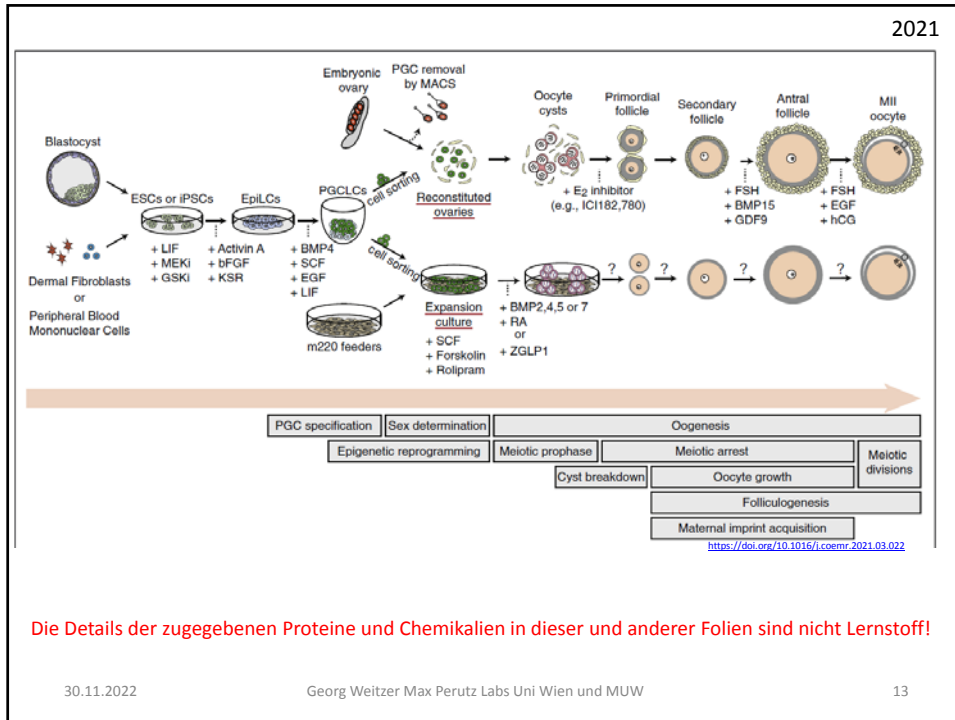 2021
Embryonic
ovary
PGC removal
by MACS
Oocyte
cysts
Primordial
follicle
Secondary
follicle
Antral
follicle
MII
oocyte
Blastocyst
ESCs or iPSCs
EpiLCs
PGCLCs
cell sorting
Reconstituted
ovaries
+ E2 inhibitor
(e.g., ICI182,780)
+ FSH
+ BMP15
+ GDF9
+ FSH
+ EGF
+ hCG
+ LIF
+ MEKi
+ GSKi
+ Activin A
+ bFGF
+ KSR
+ BMP4
+ SCF
+ EGF
+ LIF
Dermal Fibroblasts
or
Peripheral Blood
Mononuclear Cells
cell sorting
m220 feeders
Expansion
culture
+ SCF
+ Forskolin
+ Rolipram
+ BMP2,4,5 or 7
+ RA
or
+ ZGLP1
?
?
?
?
PGC specification
Sex determination
Oogenesis
Epigenetic reprogramming
Meiotic prophase
Meiotic arrest
Meiotic
divisions
Cyst breakdown
Oocyte growth
Folliculogenesis
Maternal imprint acquisition
https://doi.org/10.1016/j.coemr.2021.03.022
Die Details der zugegebenen Proteine und Chemikalien in dieser und anderer Folien sind nicht Lernstoff!
30.11.2022
Georg Weitzer Max Perutz Labs Uni Wien und MUW
13